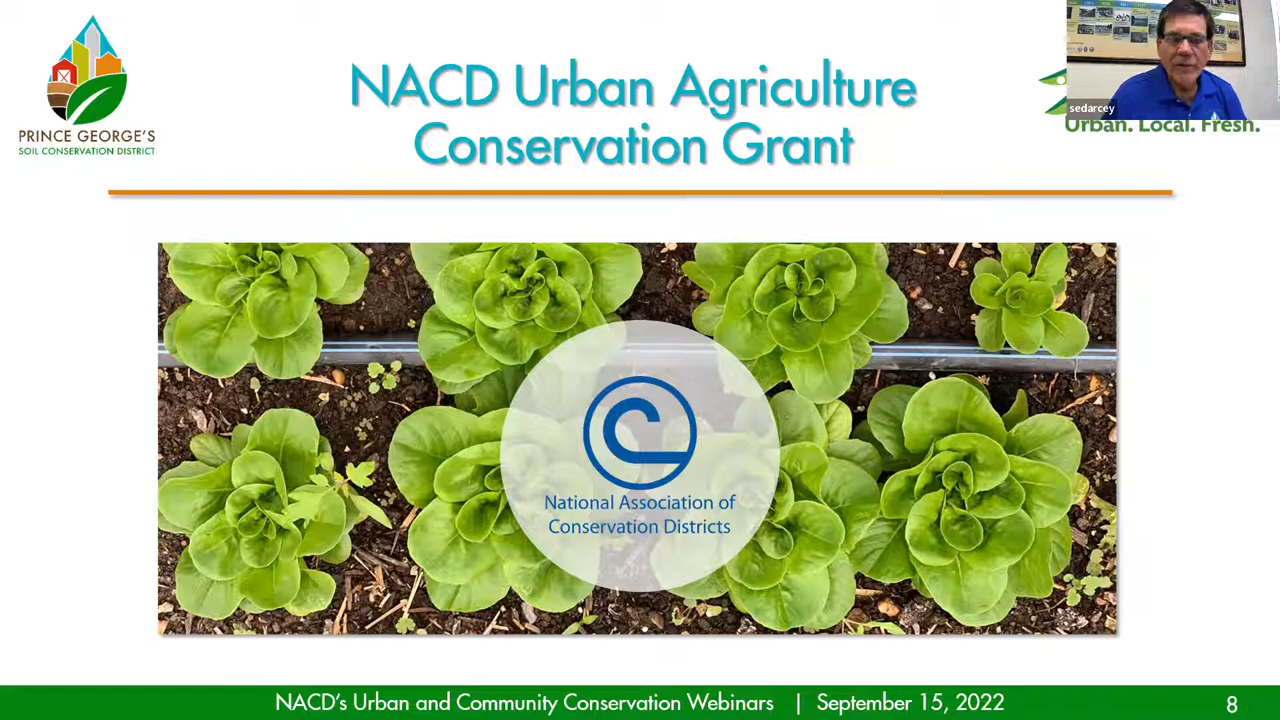 PRINCE GEORGE'S
SOIL CONSERVATION DISTRICT
NACD Urban Agriculture
Conservation Grant
sedarcey
Urban. Local. Fresh.
National Association of
Conservation Districts
NACD's Urban and Community Conservation Webinars | September 15, 2022
8